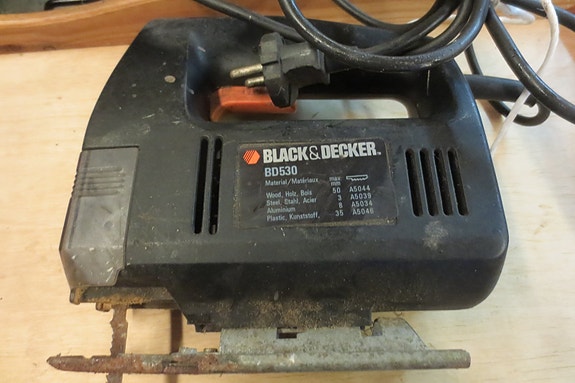 BLACK&DECKER
BD530
Material/Matériaux max mm
Wood, Holz, Bois 50 A5044
Steel, Stahl, Acier 3 A5039
Aluminium 8 A5034
Plastic, Kunststoff, 35 A5046